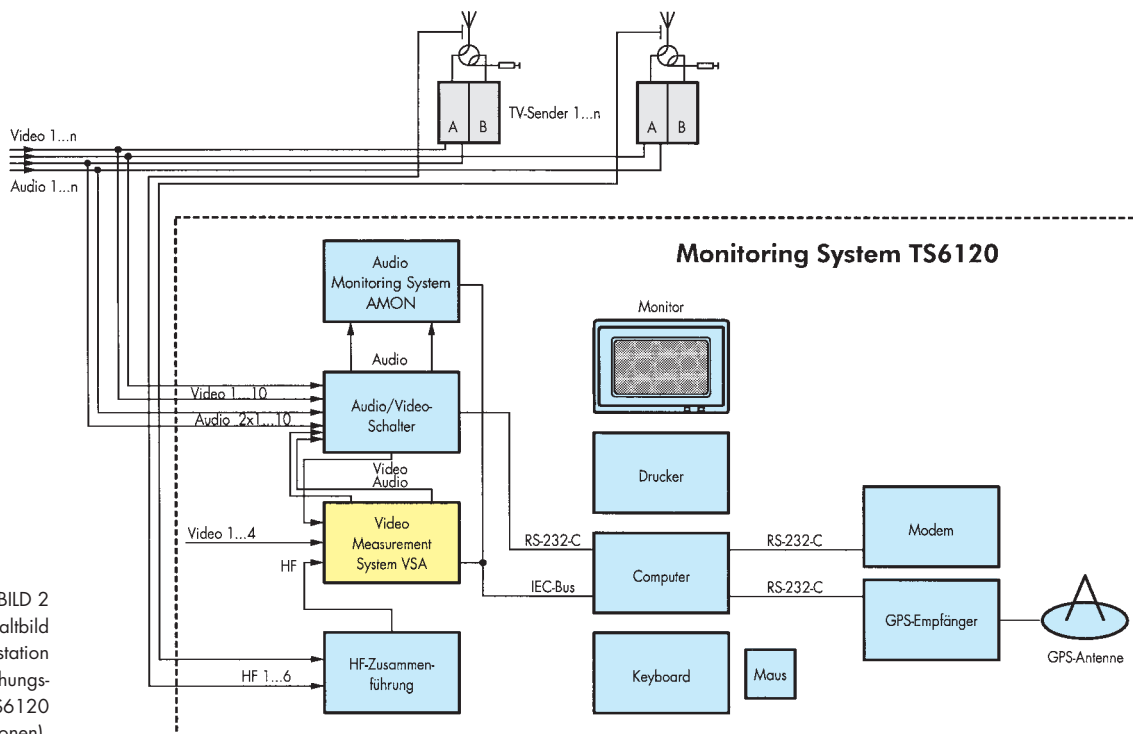 Video 1...n
Audio 1...n
A
B
TV-Sender 1...n
A
B
Monitoring System TS6120
Audio
Monitoring System
AMON
Audio
Video 1...10
Audio 2x1...10
Audio/Video-
Schalter
Video
Audio
Video 1...4
HF
Video
Measurement
System VSA
HF 1...6
HF-Zusammen-
führung
Monitor
Drucker
RS-232-C
IEC-Bus
Computer
RS-232-C
RS-232-C
Modem
GPS-Empfänger
GPS-Antenne
Keyboard
Maus
BILD 2
altbild
station
hungs-
S6120
onen)